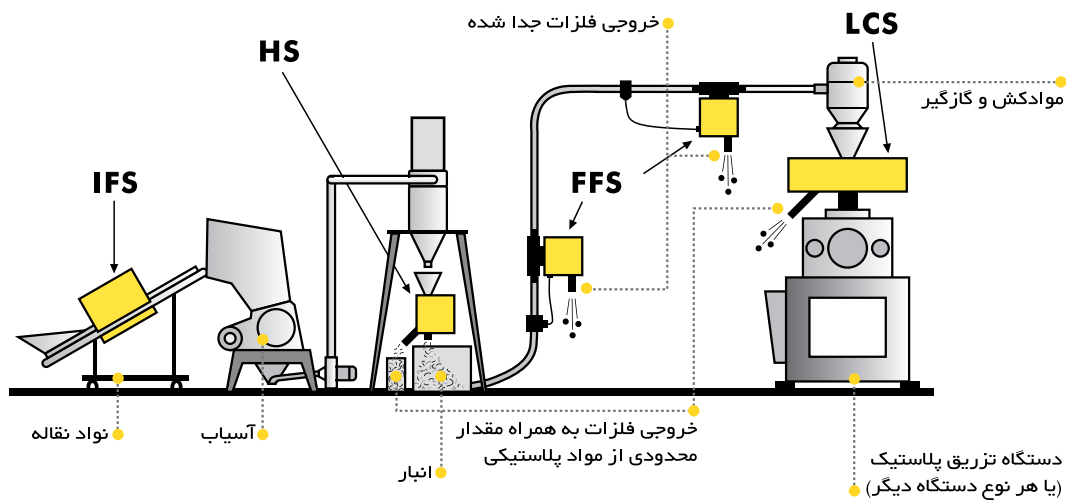 خروجی فلزات جدا شده
LCS
HS
موادکش و گازگیر
IFS
FFS
خروجی فلزات به همراه مقدار
محدودی از مواد پلاستیکی
نواد نقاله
آسیاب
انبار
دستگاه تزریق پلاستیک
(یا هر نوع دستگاه دیگر)